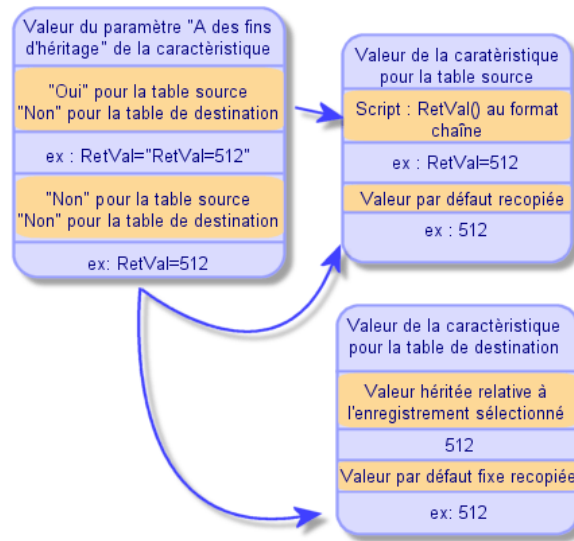 Valeur du paramètre "A des fins
d'héritage" de la caractèristique
"Oui" pour la table source
"Non" pour la table de destination
ex : RetVal="RetVal=512"
"Non" pour la table source
"Non" pour la table de destination
ex: RetVal=512
Valeur de la caratèristique
pour la table source
Script : RetVal() au format
chaîne
ex : RetVal=512
Valeur par défaut recopiée
ex : 512
Valeur de la caractèristique
pour la table de destination
Valeur héritée relative à
l'enregistrement sélectionné
512
Valeur par défaut fixe recopiée
ex: 512